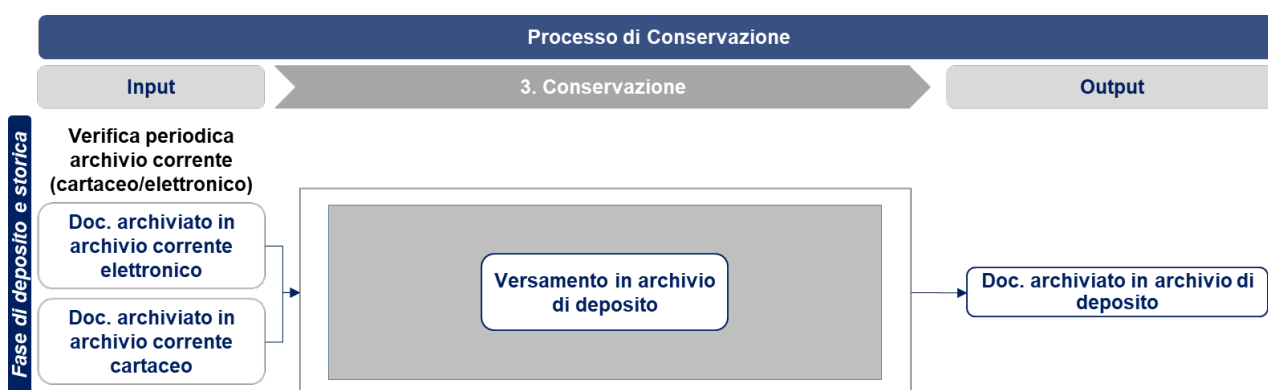 Processo di Conservazione
Input
3. Conservazione
Output
Fase di deposito e storica
Verifica periodica
archivio corrente
(cartaceo/elettronico)
Doc. archiviato in
archivio corrente
elettronico
Doc. archiviato in
archivio corrente
cartaceo
Versamento in archivio
di deposito
Doc. archiviato in archivio di
deposito